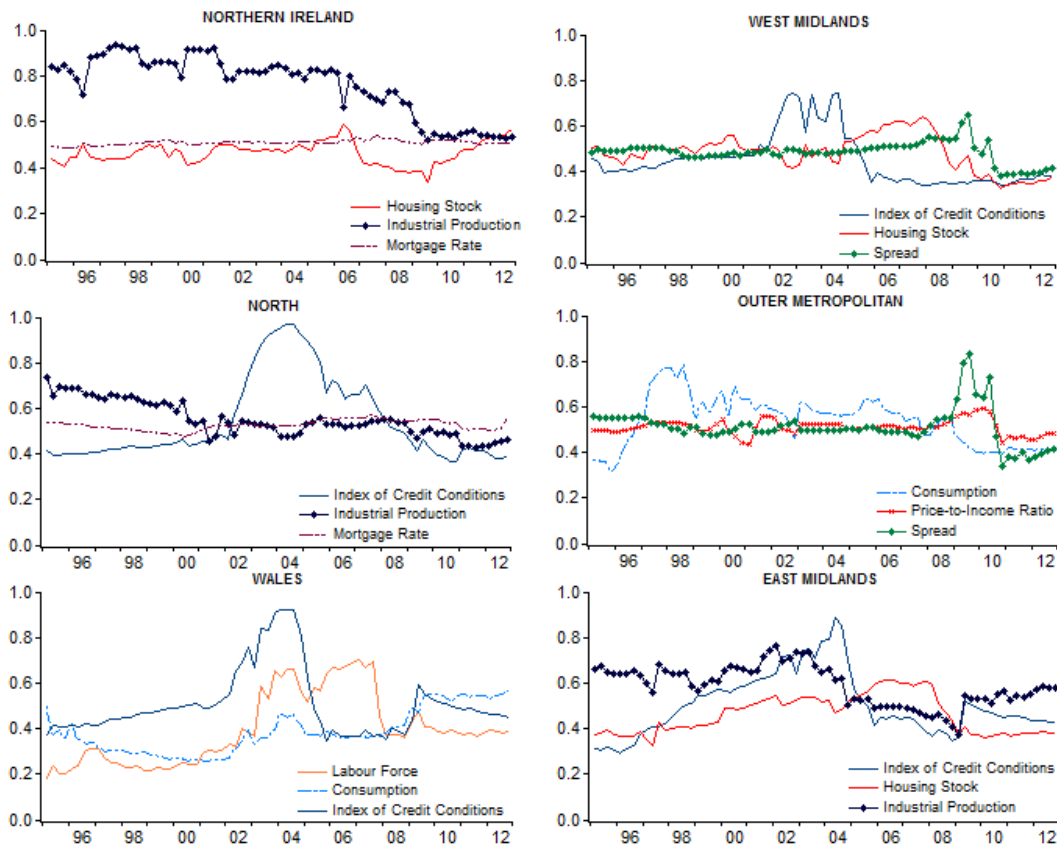 NORTHERN IRELAND
1.0
0.8
0.6
0.4
0.2
0.0
Housing Stock
Industrial Production
Mortgage Rate
96 98 00 02 04 06 08 10 12
WEST MIDLANDS
1.0
0.8
0.6
0.4
0.2
0.0
Index of Credit Conditions
Housing Stock
Spread
96 98 00 02 04 06 08 10 12
NORTH
1.0
0.8
0.6
0.4
0.2
0.0
Index of Credit Conditions
Industrial Production
Mortgage Rate
96 98 00 02 04 06 08 10 12
OUTER METROPOLITAN
1.0
0.8
0.6
0.4
0.2
0.0
Consumption
Price-to-Income Ratio
Spread
96 98 00 02 04 06 08 10 12
WALES
1.0
0.8
0.6
0.4
0.2
0.0
Labour Force
Consumption
Index of Credit Conditions
96 98 00 02 04 06 08 10 12
EAST MIDLANDS
1.0
0.8
0.6
0.4
0.2
0.0
Index of Credit Conditions
Housing Stock
Industrial Production
96 98 00 02 04 06 08 10 12